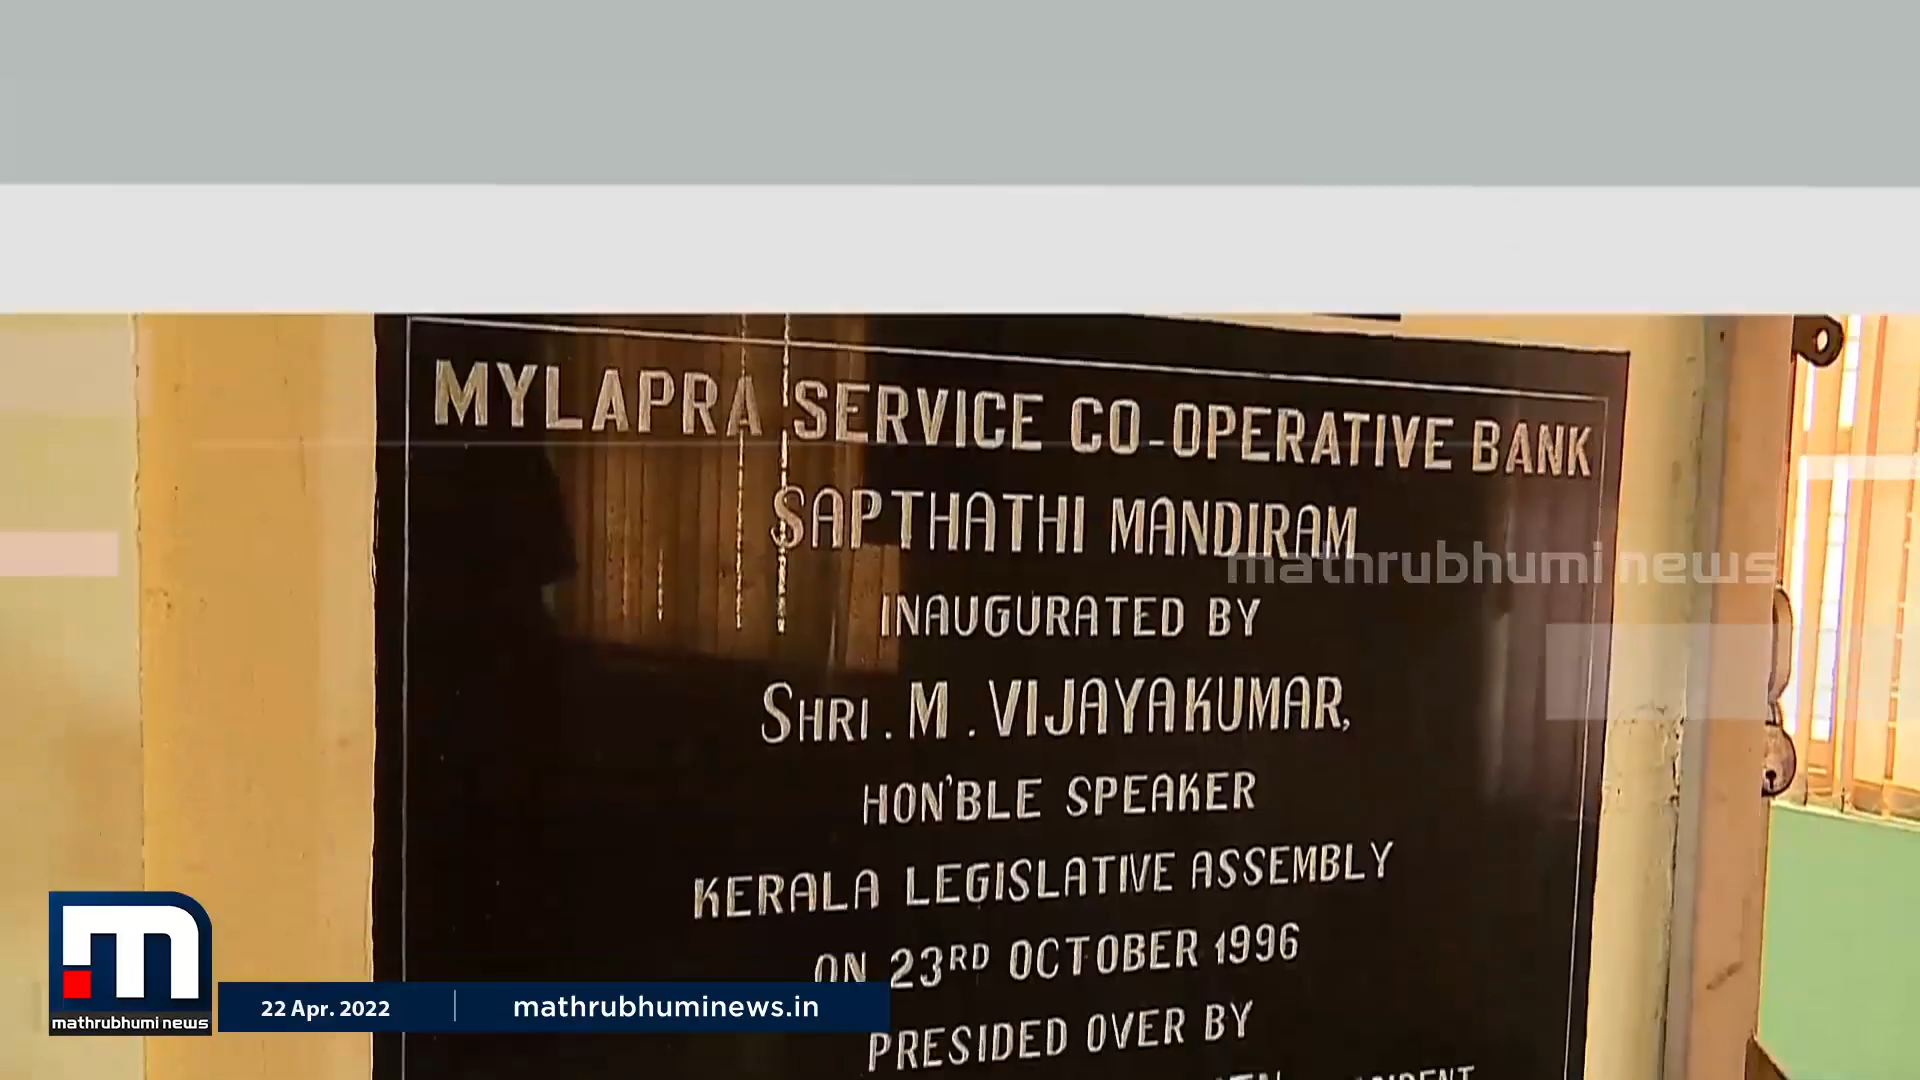 MYLAPRA SERVICE CO-OPERATIVE BANK
SAPTHATHI MANDIRAM
mathrubhumi news
INAUGURATED BY
SHRI. M. VIJAYAKUMAR,
HON'BLE SPEAKER
KERALA LEGISLATIVE ASSEMBLY
ON 23RD OCTOBER 1996
PRESIDED OVER BY
mathrubhumi news
22 Apr. 2022
mathrubhuminews.in